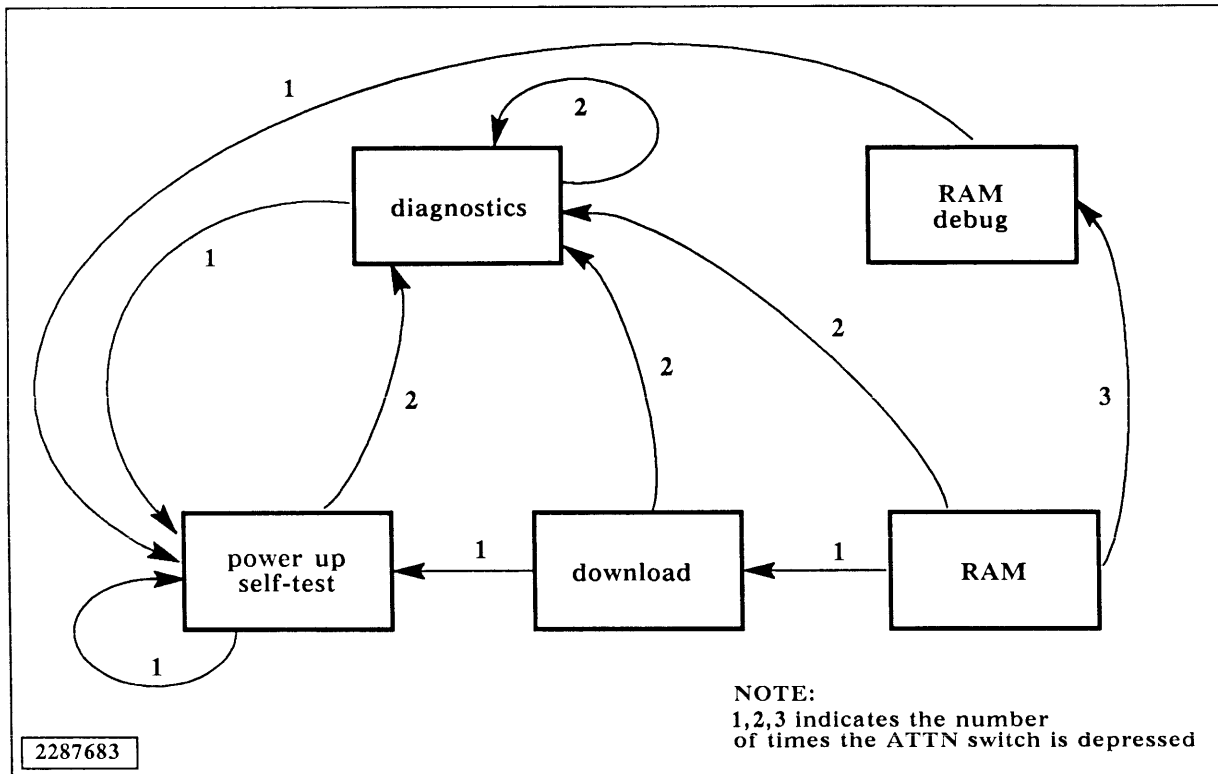 1
2
diagnostics
RAM
debug
1
2
2
2
3
power up
self-test
1
download
1
RAM
1
NOTE:
1,2,3 indicates the number
of times the ATTN switch is depressed
2287683